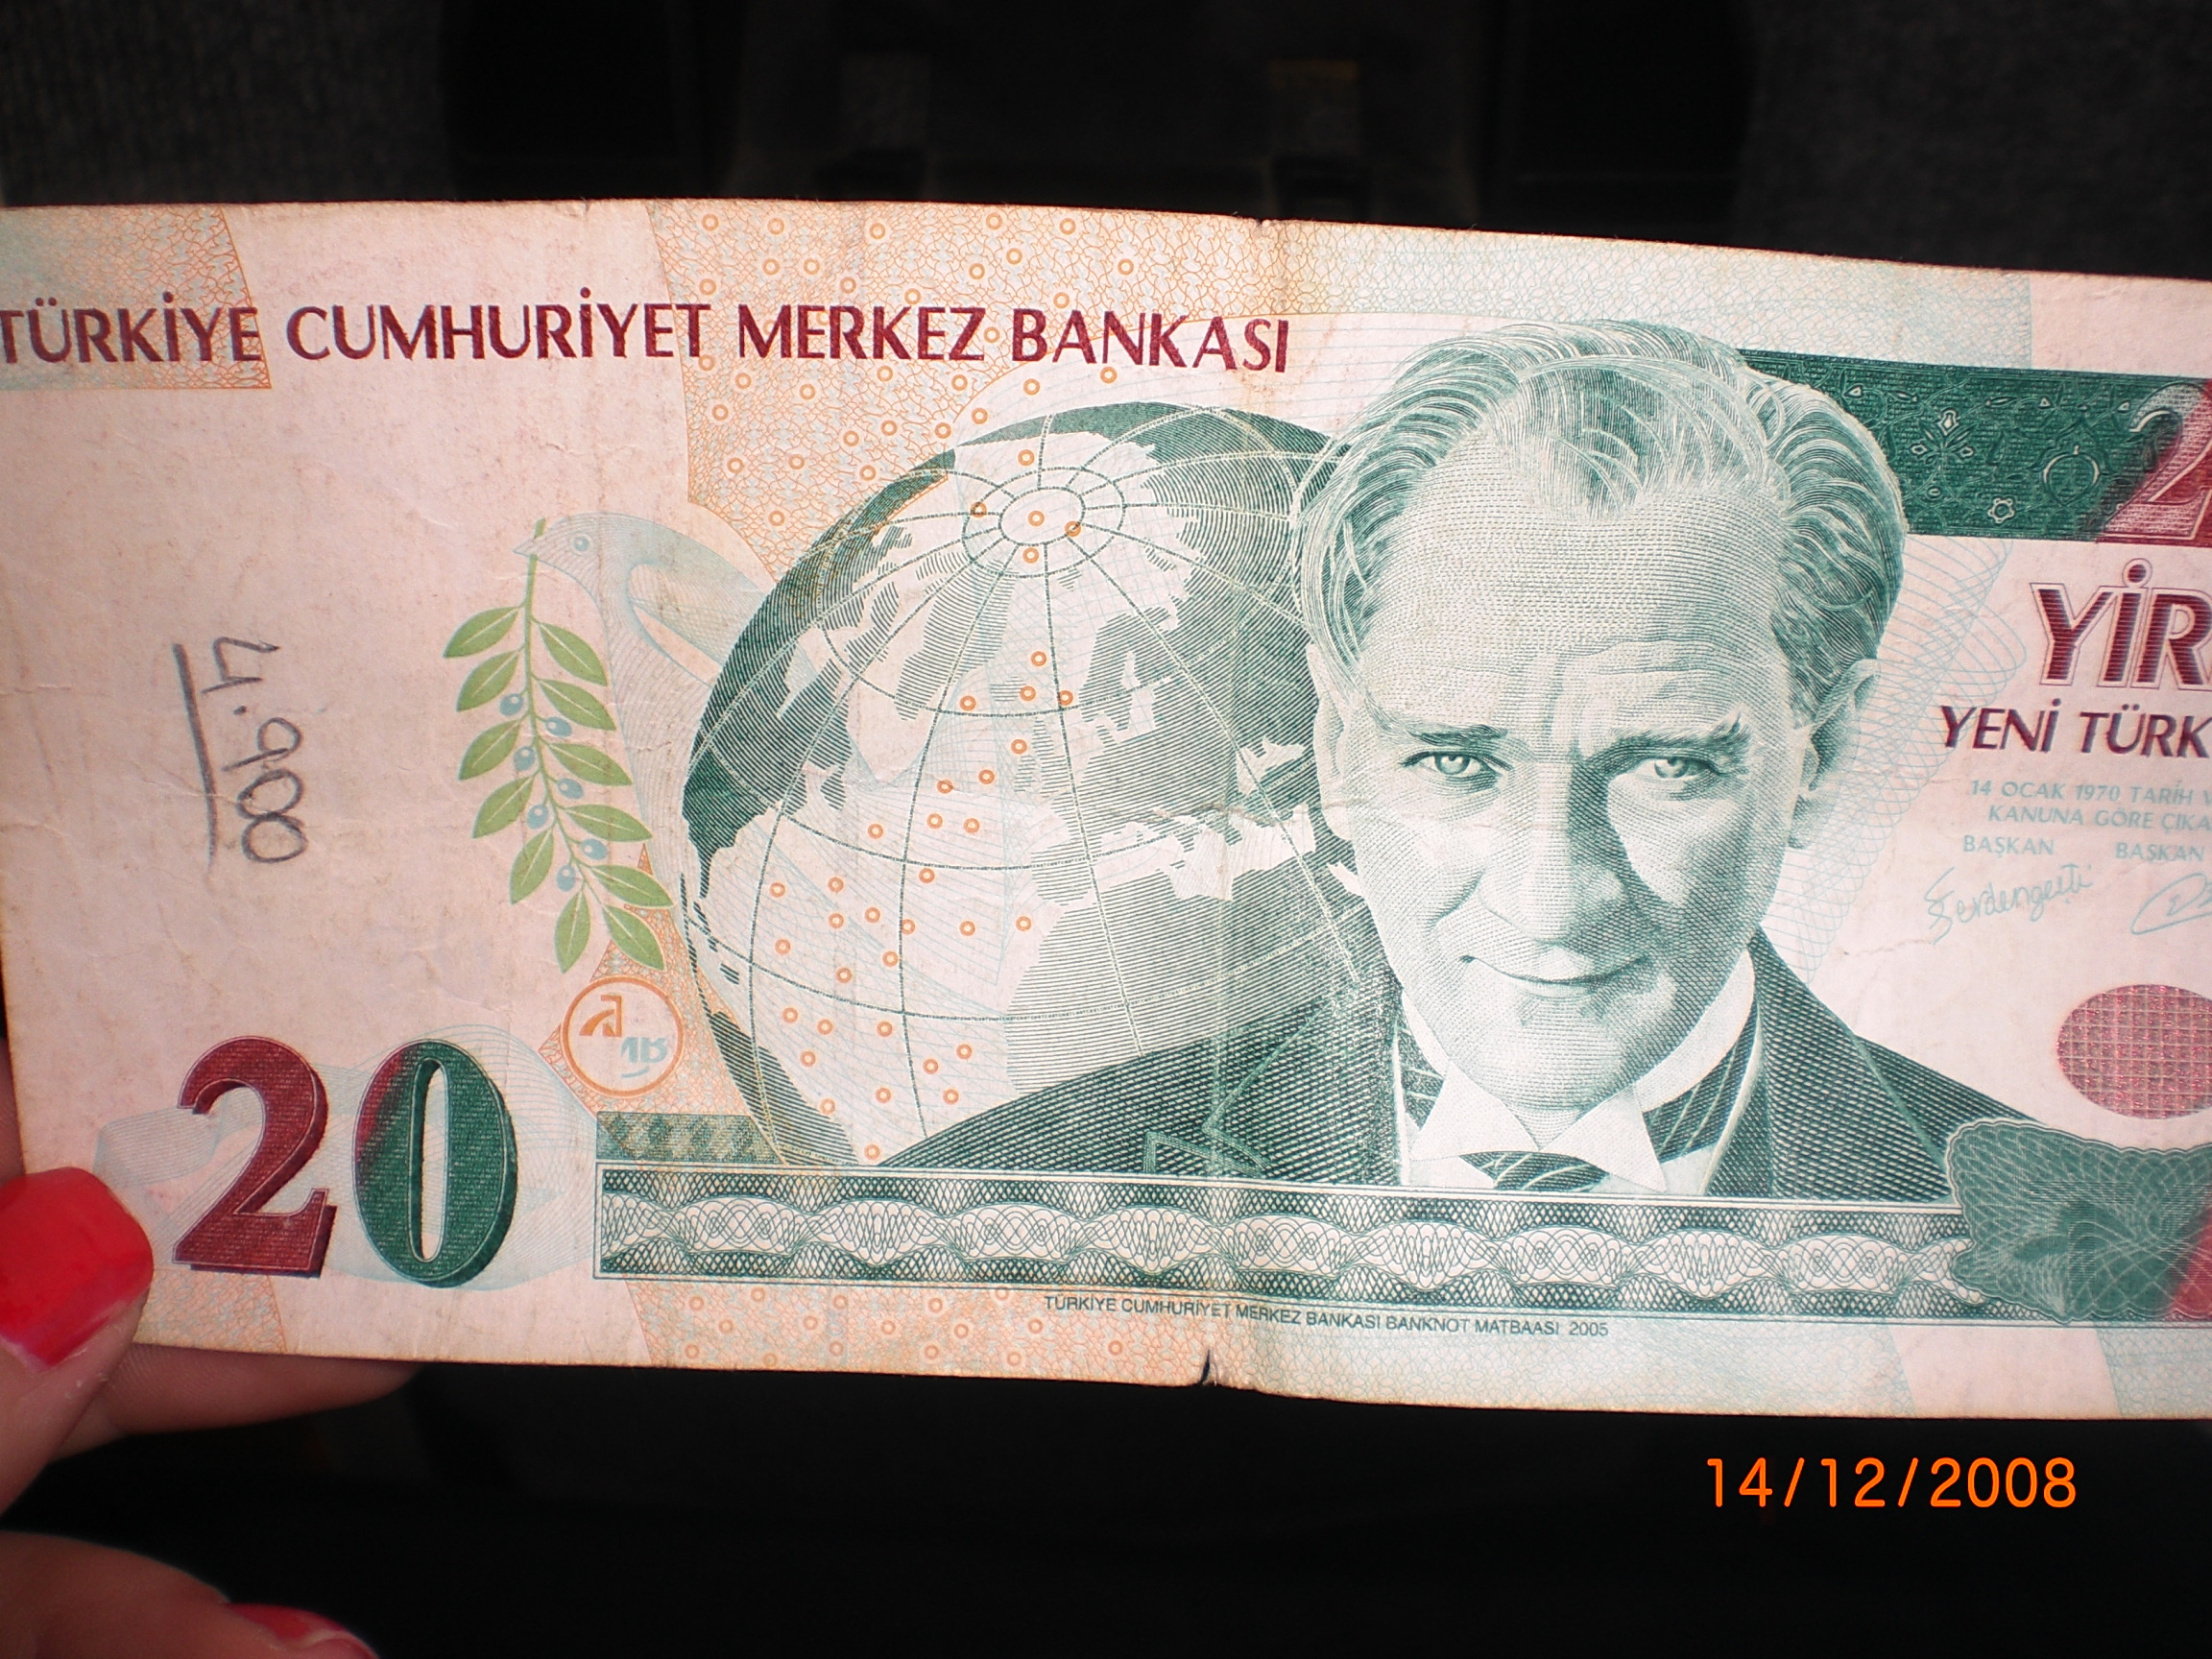 TÜRKİYE CUMHURİYET MERKEZ BANKASI
2
YİR
YENİ TÜRK
14 OCAK 1970 TARİH V
KANUNA GÖRE ÇIKA
BAŞKAN BAŞKAN
4.900
20
TÜRKİYE CUMHURİYET MERKEZ BANKASI BANKNOT MATBAASI 2005
14/12/2008